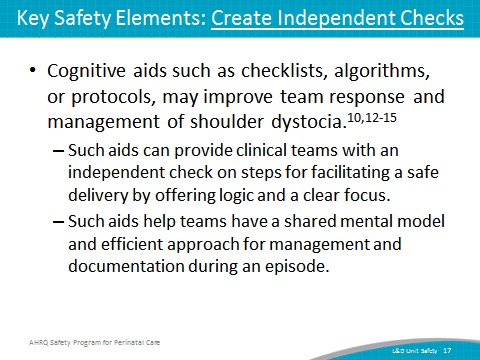 Key Safety Elements: Create Independent Checks
• Cognitive aids such as checklists, algorithms,
or protocols, may improve team response and
management of shoulder dystocia.10,12-15
– Such aids can provide clinical teams with an
independent check on steps for facilitating a safe
delivery by offering logic and a clear focus.
– Such aids help teams have a shared mental model
and efficient approach for management and
documentation during an episode.
AHRQ Safety Program for Perinatal Care
L&D Unit Safety 17